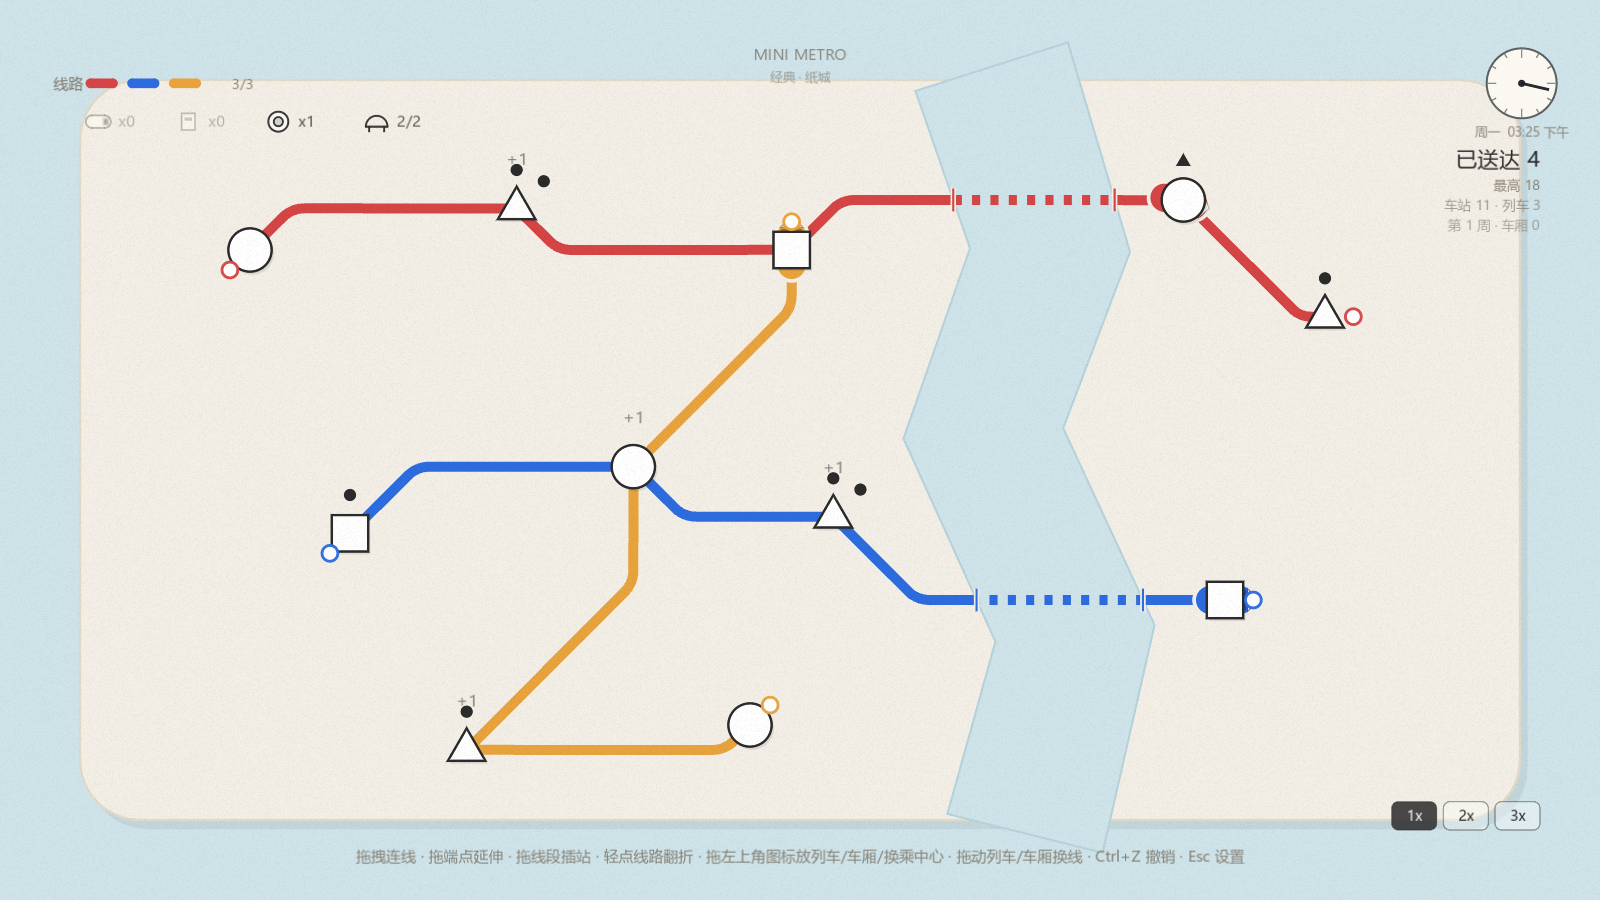 MINI METRO
经典 · 纸城
线路
3/3
x0
x0
x1
2/2
周一 03:25 下午
已送达 4
最高 18
车站 11 · 列车 3
第 1 周 · 车厢 0
+1
+1
+1
+1
1x
2x
3x
拖拽连线 · 拖端点延伸 · 拖线段插站 · 轻点线路翻折 · 拖左上角图标放列车/车厢/换乘中心 · 拖动列车/车厢换线 · Ctrl+Z 撤销 · Esc 设置